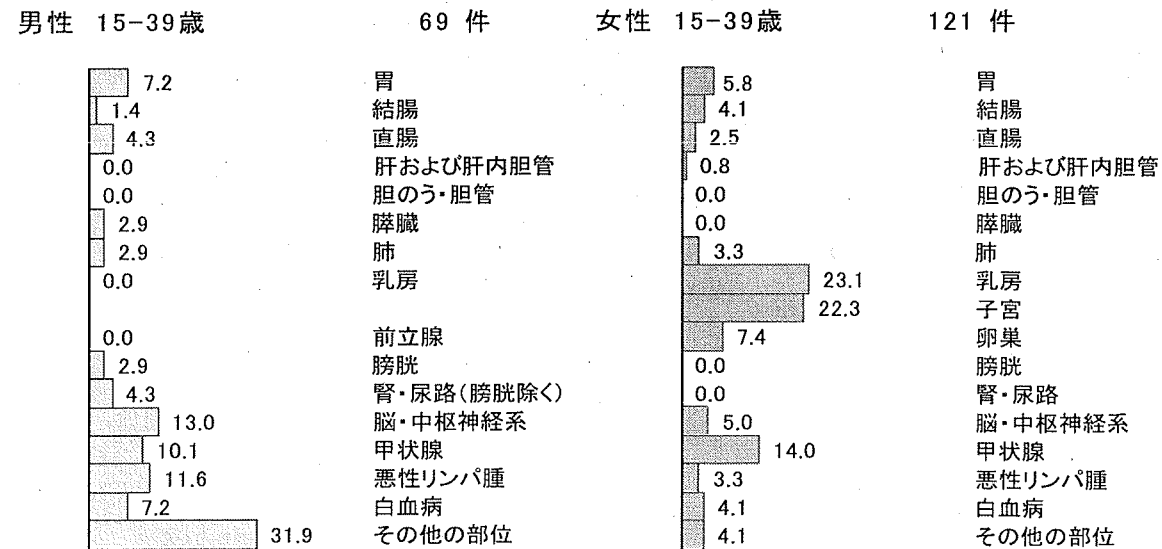 男性 15-39歳 69 件 女性 15-39歳 121 件
7.2 胃 5.8 胃
1.4 結腸 4.1 結腸
4.3 直腸 2.5 直腸
0.0 肝および肝内胆管 0.8 肝および肝内胆管
0.0 胆のう・胆管 0.0 胆のう・胆管
2.9 膵臓 0.0 膵臓
2.9 肺 3.3 肺
0.0 乳房 23.1 乳房
22.3 子宮
0.0 前立腺 7.4 卵巣
2.9 膀胱 0.0 膀胱
4.3 腎・尿路(膀胱除く) 0.0 腎・尿路
13.0 脳・中枢神経系 5.0 脳・中枢神経系
10.1 甲状腺 14.0 甲状腺
11.6 悪性リンパ腫 3.3 悪性リンパ腫
7.2 白血病 4.1 白血病
31.9 その他の部位 4.1 その他の部位